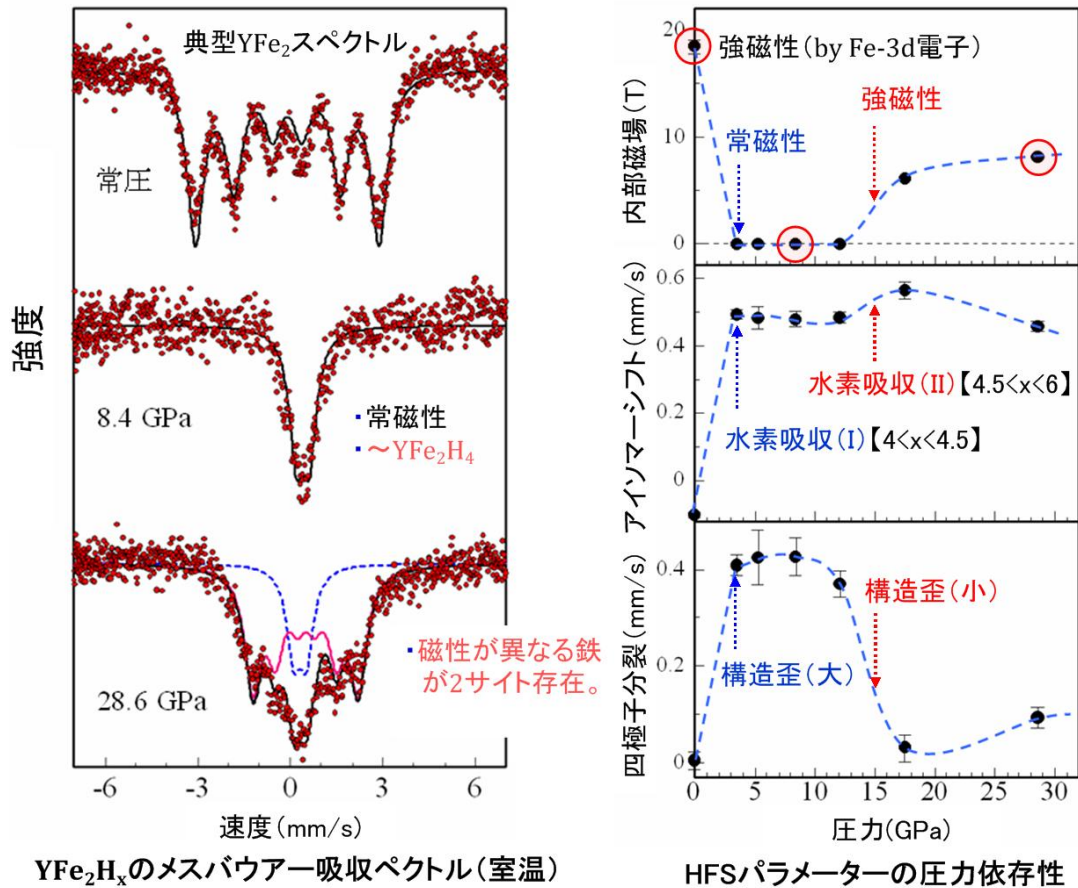 典型YFe₂スペクトル
常圧
8.4 GPa
・常磁性
・～YFe₂H₄
28.6 GPa
・磁性が異なる鉄
が2サイト存在。
強度
-6
-3
0
3
6
速度(mm/s)
YFe₂Hₓのメスバウアー吸収ペクトル(室温)
20
10
0
内部磁場(T)
強磁性(by Fe-3d電子)
常磁性
強磁性
0.6
0.4
0.2
0
アイソマーシフト(mm/s)
水素吸収(II)【4.5<x<6】
水素吸収(I)【4<x<4.5】
0.4
0.2
0
四極子分裂(mm/s)
構造歪(小)
構造歪(大)
0
5
10
15
20
25
30
圧力(GPa)
HFSパラメーターの圧力依存性